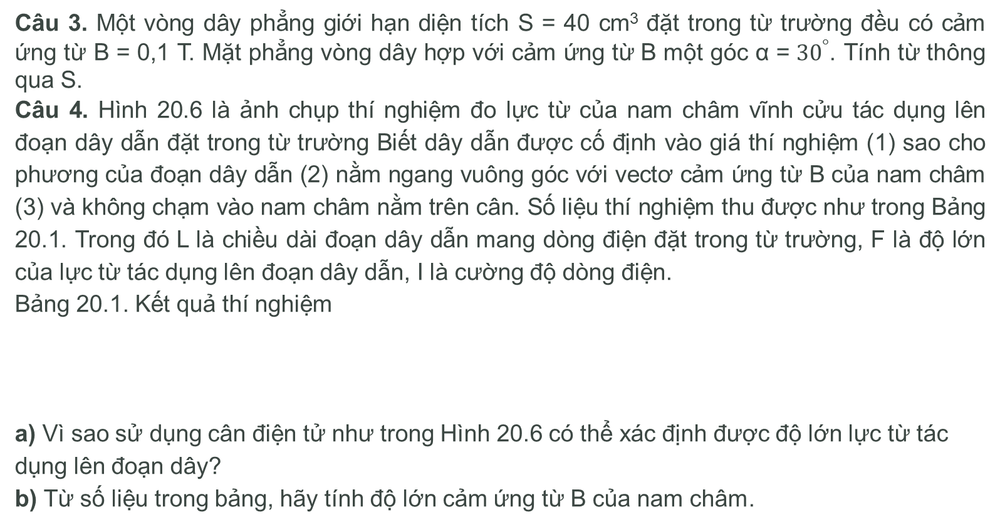 Câu 3. Một vòng dây phẳng giới hạn diện tích S = 40 cm³ đặt trong từ trường đều có cảm
ứng từ B = 0,1 T. Mặt phẳng vòng dây hợp với cảm ứng từ B một góc α = 30°. Tính từ thông
qua S.
Câu 4. Hình 20.6 là ảnh chụp thí nghiệm đo lực từ của nam châm vĩnh cửu tác dụng lên
đoạn dây dẫn đặt trong từ trường Biết dây dẫn được cố định vào giá thí nghiệm (1) sao cho
phương của đoạn dây dẫn (2) nằm ngang vuông góc với vectơ cảm ứng từ B của nam châm
(3) và không chạm vào nam châm nằm trên cân. Số liệu thí nghiệm thu được như trong Bảng
20.1. Trong đó L là chiều dài đoạn dây dẫn mang dòng điện đặt trong từ trường, F là độ lớn
của lực từ tác dụng lên đoạn dây dẫn, I là cường độ dòng điện.
Bảng 20.1. Kết quả thí nghiệm
a) Vì sao sử dụng cân điện tử như trong Hình 20.6 có thể xác định được độ lớn lực từ tác
dụng lên đoạn dây?
b) Từ số liệu trong bảng, hãy tính độ lớn cảm ứng từ B của nam châm.